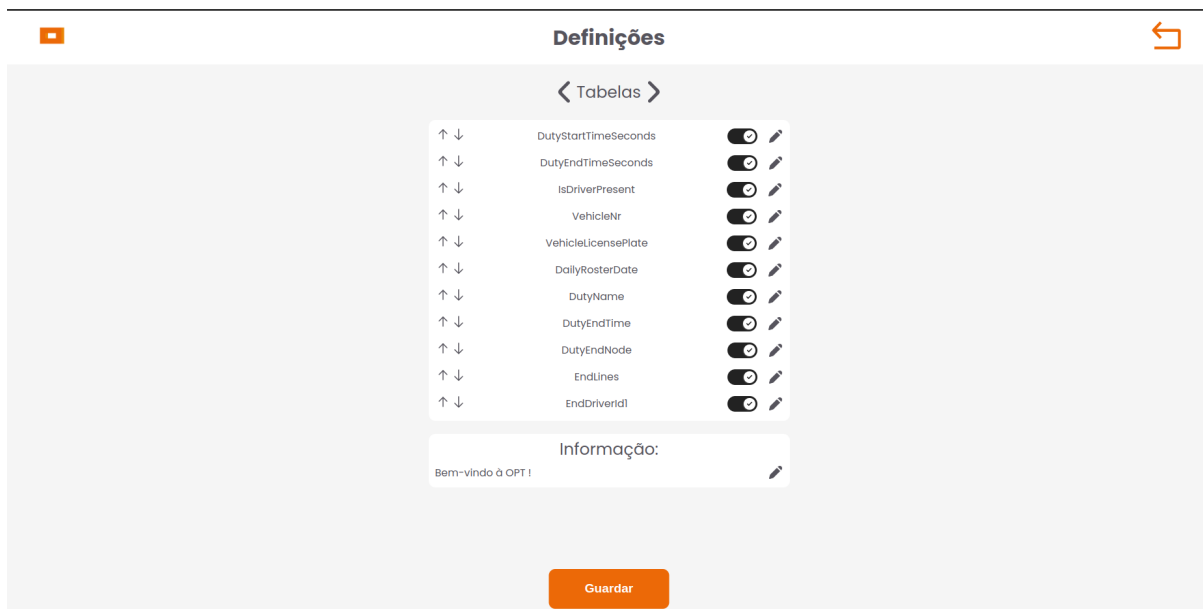 Definições
Tabelas
DutyStartTimeSeconds
DutyEndTimeSeconds
IsDriverPresent
VehicleNr
VehicleLicensePlate
DailyRosterDate
DutyName
DutyEndTime
DutyEndNode
EndLines
EndDriverId1
Informação:
Bem-vindo à OPT !
Guardar